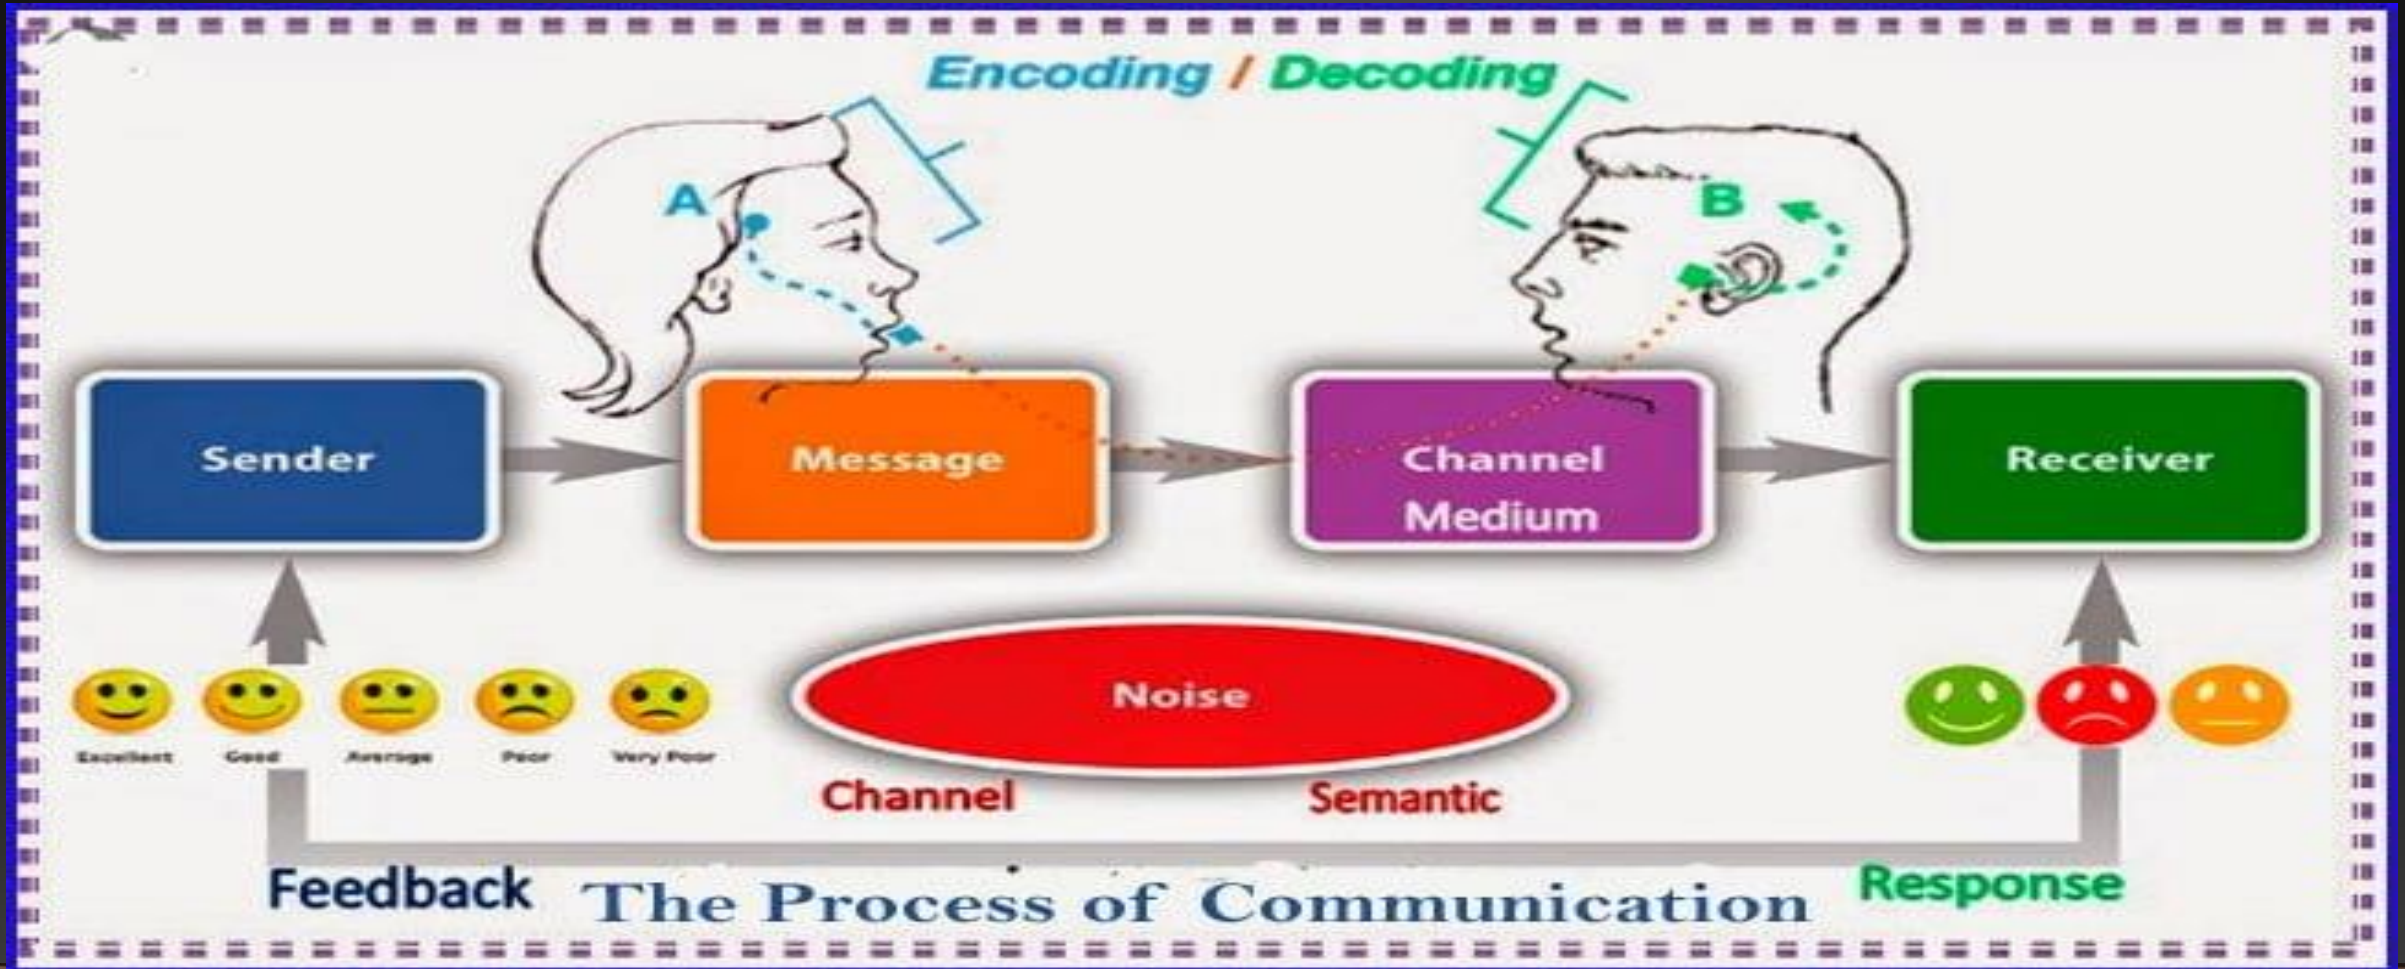 Encoding / Decoding
A
B
Sender
Message
Channel
Medium
Receiver
Noise
Excellent
Good
Average
Poor
Very Poor
Channel
Semantic
Feedback
The Process of Communication
Response